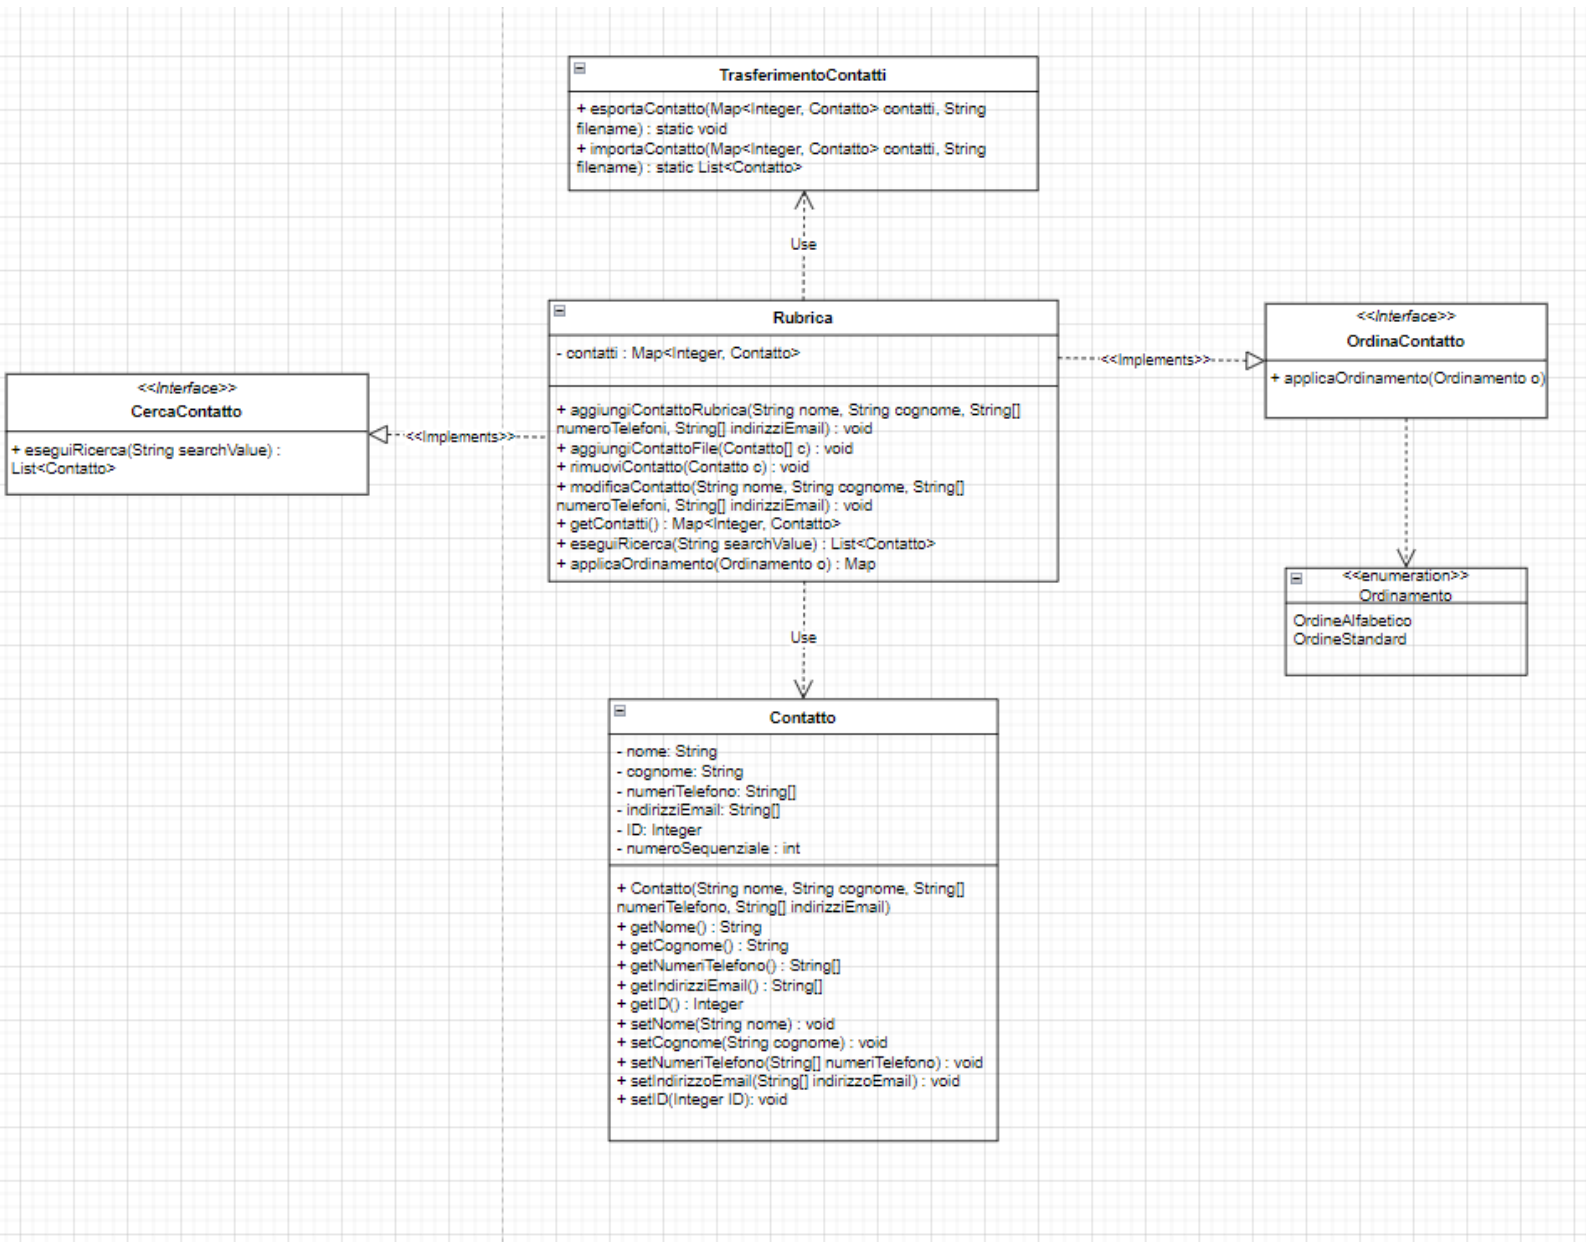 TrasferimentoContatti
+ esportaContatto(Map<Integer, Contatto> contatti, String
filename) : static void
+ importaContatto(Map<Integer, Contatto> contatti, String
filename) : static List<Contatto>
Use
Rubrica
- contatti : Map<Integer, Contatto>
+ aggiungiContattoRubrica(String nome, String cognome, String[]
numeroTelefoni, String[] indirizziEmail) : void
+ aggiungiContattoFile(Contatto[] c) : void
+ rimuoviContatto(Contatto c) : void
+ modificaContatto(String nome, String cognome, String[]
numeroTelefoni, String[] indirizziEmail) : void
+ getContatti() : Map<Integer, Contatto>
+ eseguiRicerca(String searchValue) : List<Contatto>
+ applicaOrdinamento(Ordinamento o) : Map
<<Implements>>
<<Interface>>
OrdinaContatto
+ applicaOrdinamento(Ordinamento o)
<<Interface>>
CercaContatto
+ eseguiRicerca(String searchValue) :
List<Contatto>
<<Implements>>
<<enumeration>>
Ordinamento
OrdineAlfabetico
OrdineStandard
Use
Contatto
- nome: String
- cognome: String
- numeriTelefono: String[]
- indirizziEmail: String[]
- ID: Integer
- numeroSequenziale : int
+ Contatto(String nome, String cognome, String[]
numeriTelefono, String[] indirizziEmail)
+ getNome() : String
+ getCognome() : String
+ getNumeriTelefono() : String[]
+ getIndirizziEmail() : String[]
+ getID() : Integer
+ setNome(String nome) : void
+ setCognome(String cognome) : void
+ setNumeriTelefono(String[] numeriTelefono) : void
+ setIndirizzoEmail(String[] indirizzoEmail) : void
+ setID(Integer ID): void